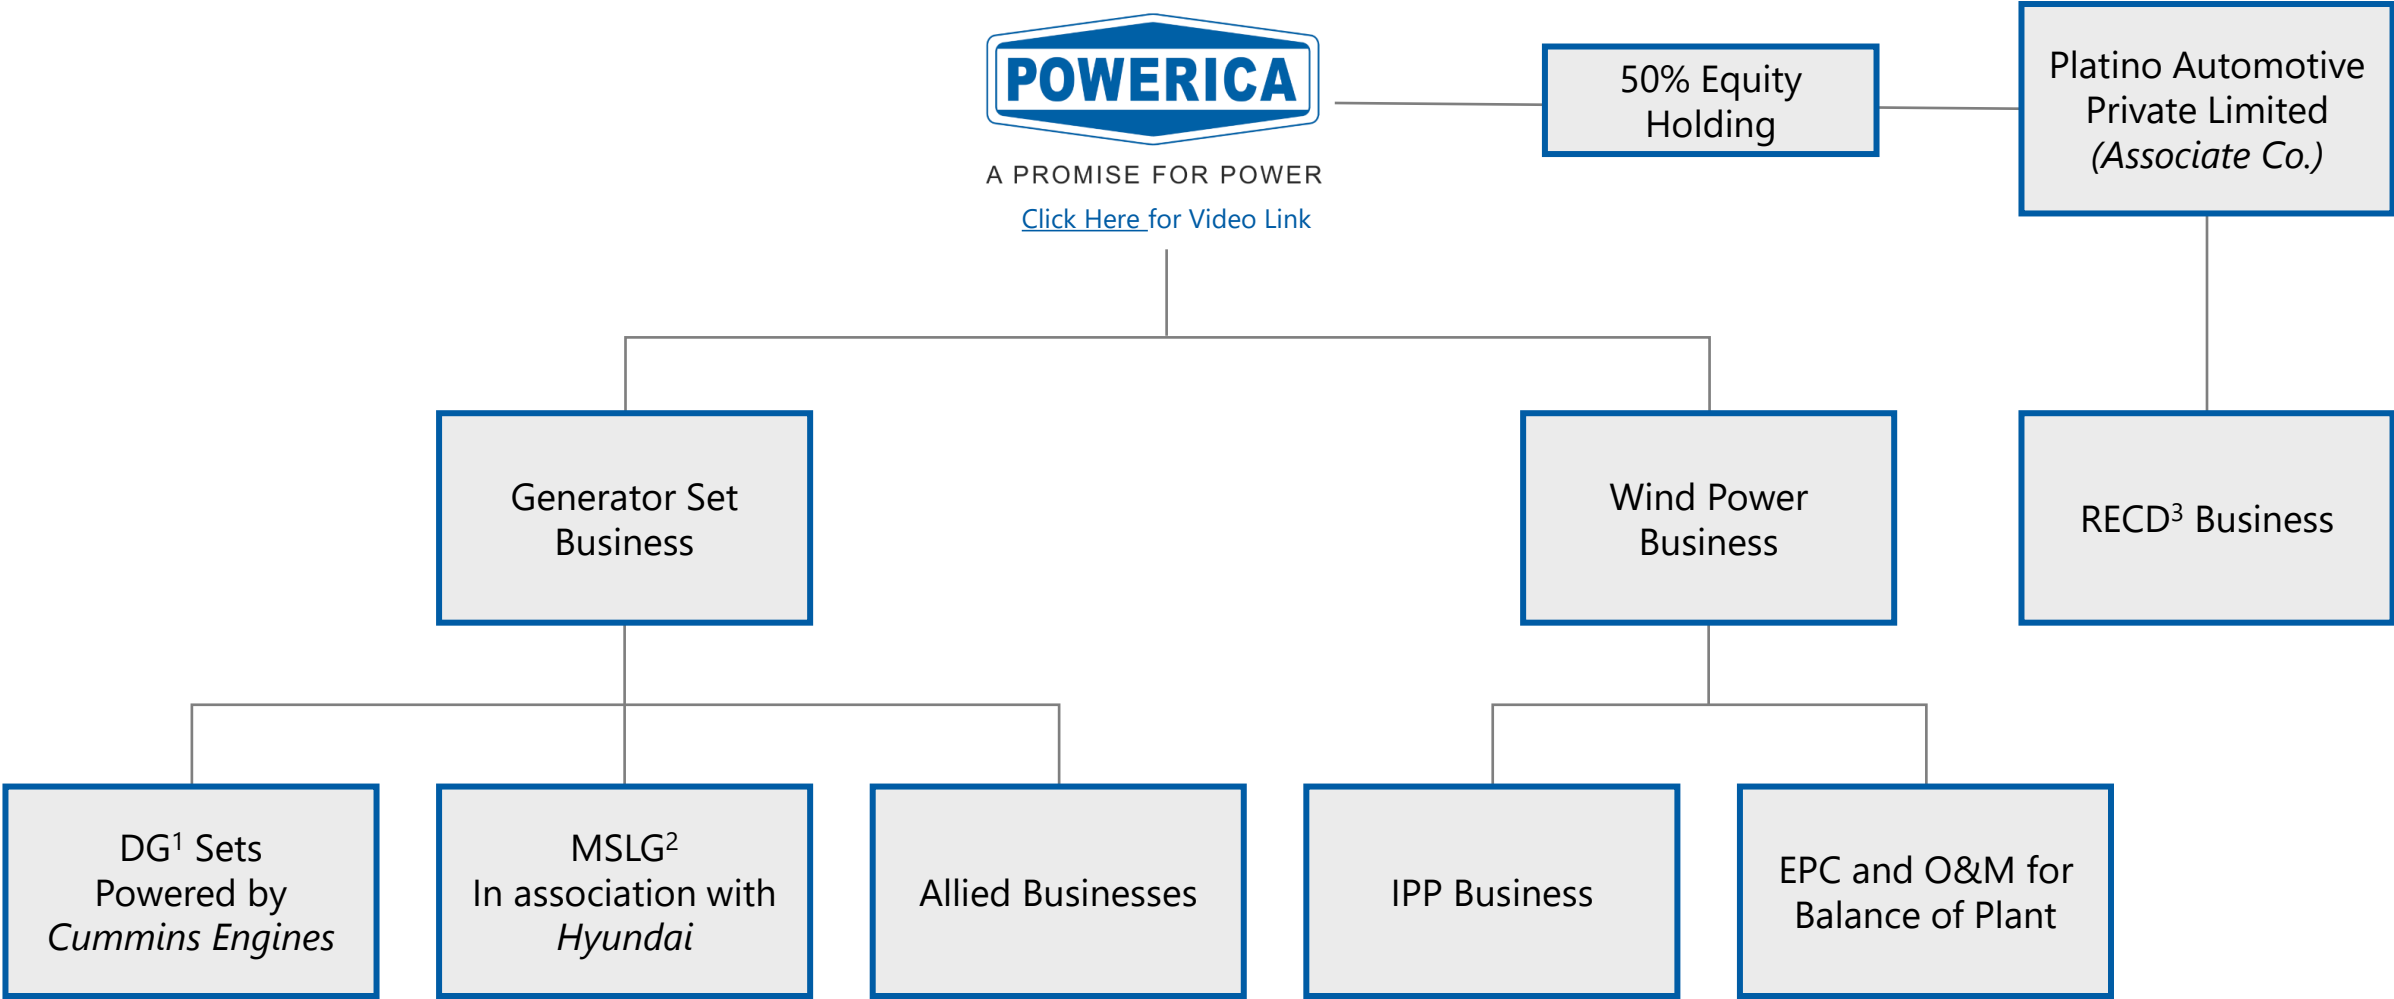 POWERICA
A PROMISE FOR POWER
Click Here for Video Link
50% Equity
Holding
Platino Automotive
Private Limited
(Associate Co.)
Generator Set
Business
Wind Power
Business
RECD³ Business
DG¹ Sets
Powered by
Cummins Engines
MSLG²
In association with
Hyundai
Allied Businesses
IPP Business
EPC and O&M for
Balance of Plant